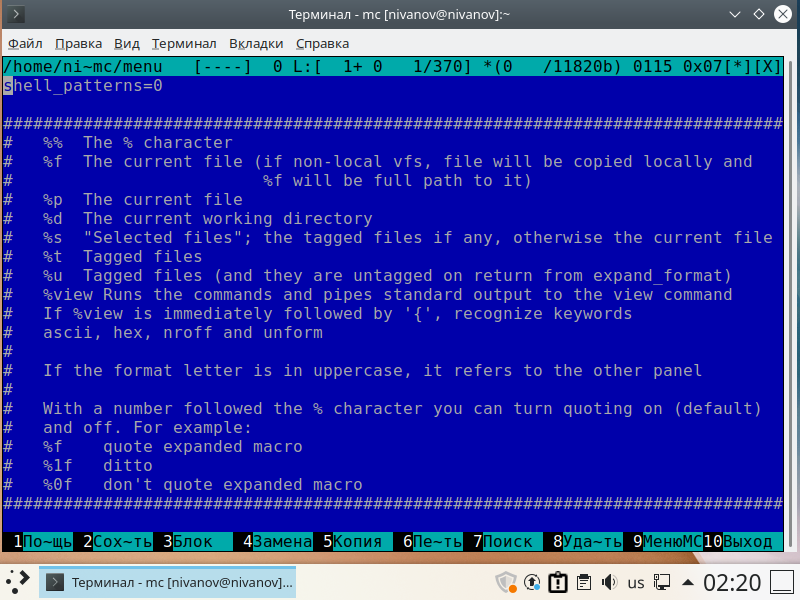 Терминал - mc [nivanov@nivanov]:~
Файл Правка Вид Терминал Вкладки Справка
/home/ni~mc/menu   [----]  0 L:[  1+ 0   1/370] *(0   /11820b) 0115 0x07[*][X]
shell_patterns=0
##############################################################################
#   %%  The % character
#   %f  The current file (if non-local vfs, file will be copied locally and
#                         %f will be full path to it)
#   %p  The current file
#   %d  The current working directory
#   %s  "Selected files"; the tagged files if any, otherwise the current file
#   %t  Tagged files
#   %u  Tagged files (and they are untagged on return from expand_format)
#   %view Runs the commands and pipes standard output to the view command
#   If %view is immediately followed by '{', recognize keywords
#   ascii, hex, nroff and unform
#
#   If the format letter is in uppercase, it refers to the other panel
#
#   With a number followed the % character you can turn quoting on (default)
#   and off. For example:
#   %f    quote expanded macro
#   %1f   ditto
#   %0f   don't quote expanded macro
##############################################################################
1По~щь 2Сох~ть 3Блок 4Замена 5Копия 6Пе~ть 7Поиск 8Уда~ть 9МенюMC 10Выход
Терминал - mc [nivanov@nivanov]... us 02:20